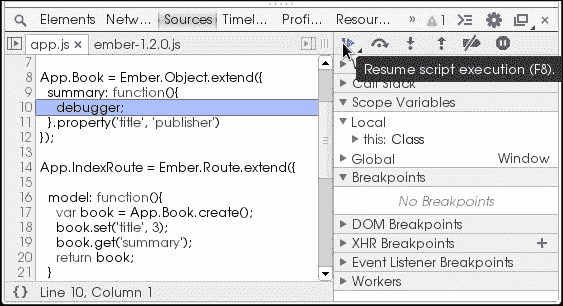 Elements Netw... Sources Timel... Profi... Resour... » 1
app.js × ember-1.2.0.js
Resume script execution (F8).
7
8 App.Book = Ember.Object.extend({
9 summary: function(){
10 debugger;
11 }.property('title', 'publisher')
12 });
13
14 App.IndexRoute = Ember.Route.extend({
15
16 model: function(){
17 var book = App.Book.create();
18 book.set('title', 3);
19 book.get('summary');
20 return book;
21 }
{} Line 10, Column 1
Call Stack
Scope Variables
Local
this: Class
Global Window
Breakpoints
No Breakpoints
DOM Breakpoints
XHR Breakpoints +
Event Listener Breakpoints
Workers